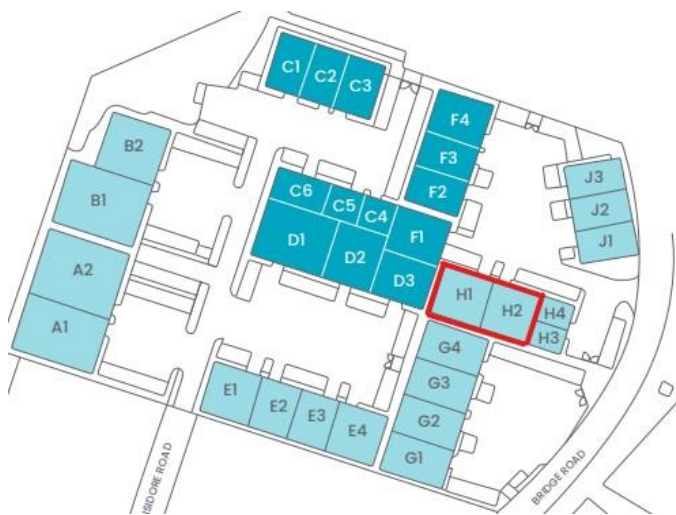 C1 C2 C3
F4
B2
F3
J3
C6 C5 C4
F2
B1
J2
F1
J1
D1 D2
A2
D3
H1 H2 H4
H3
A1
G4
G3
E1 E2 E3 E4
G2
G1
ISIDORE ROAD
BRIDGE ROAD